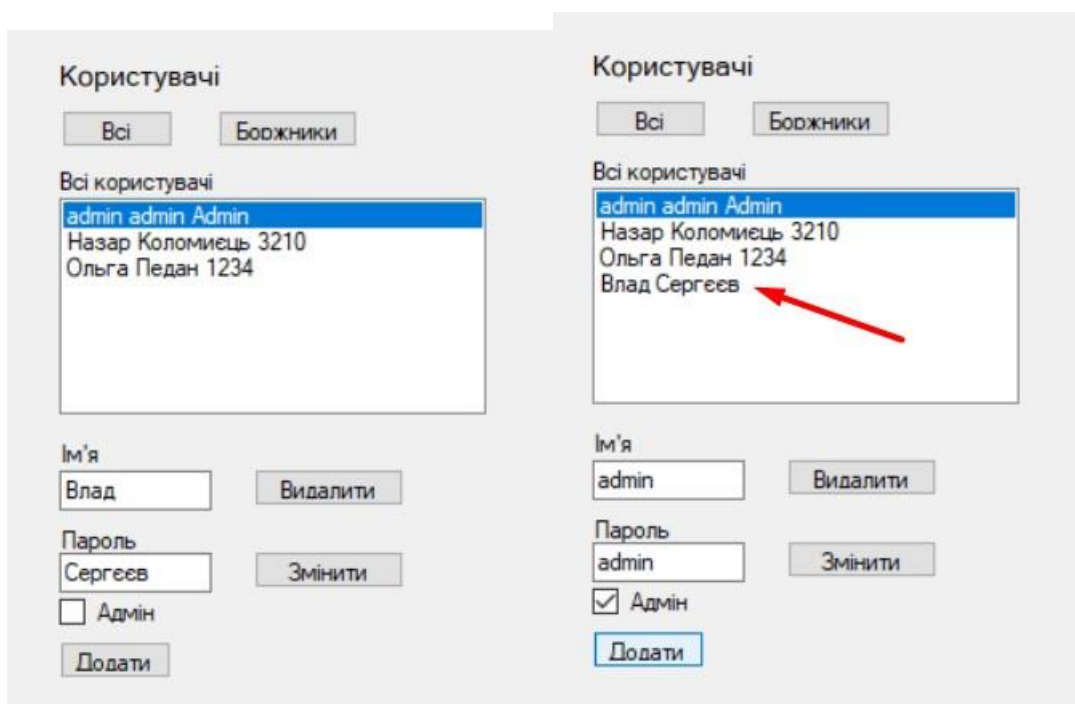 Користувачі
Всі Боржники
Всі користувачі
admin admin Admin
Назар Коломиєць 3210
Ольга Педан 1234
Ім'я
Влад Видалити
Пароль
Сергєєв Змінити
Адмін
Додати
Користувачі
Всі Боржники
Всі користувачі
admin admin Admin
Назар Коломиєць 3210
Ольга Педан 1234
Влад Сергєєв
Ім'я
admin Видалити
Пароль
admin Змінити
Адмін
Додати